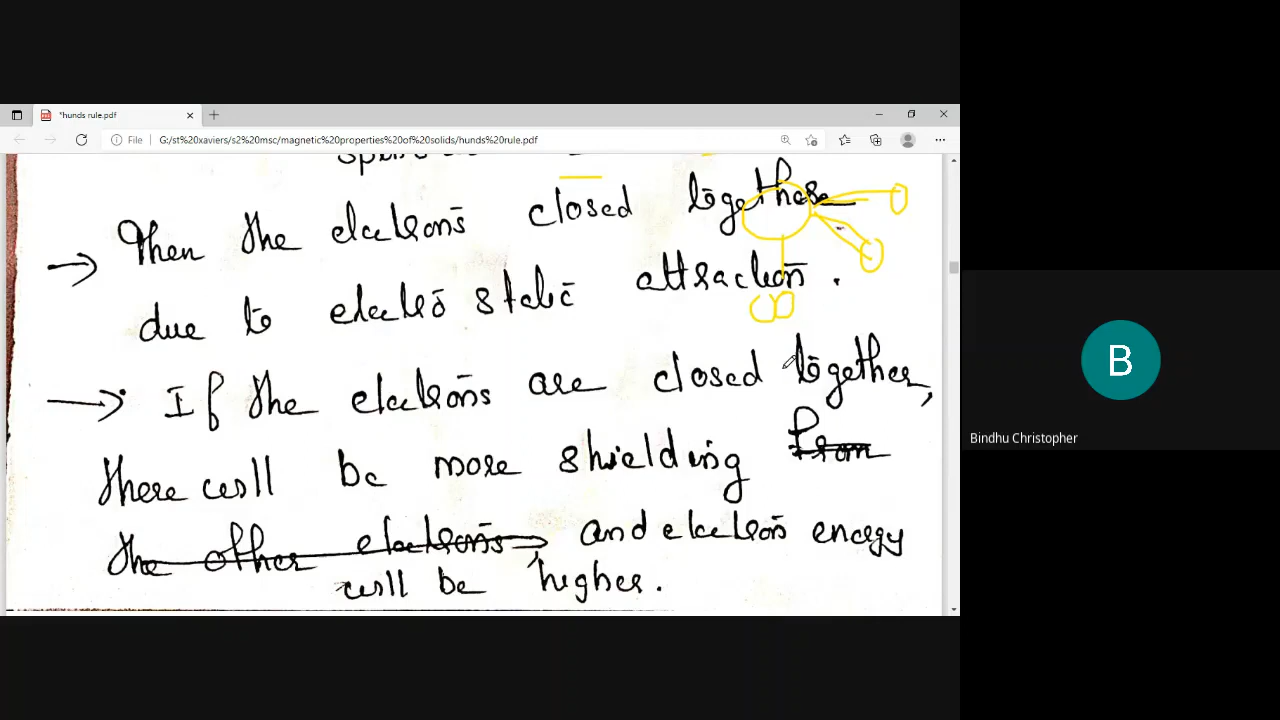 *hunds rule.pdf
File G:/st%20xaviers/s2%20msc/magnetic%20properties%20of%20solids/hunds%20rule.pdf
→ Then the electrons closed together
due to electro static attraction.
→ If the electrons are closed together,
there will be more shielding from
the other electrons and electron energy
will be higher.
B
Bindhu Christopher